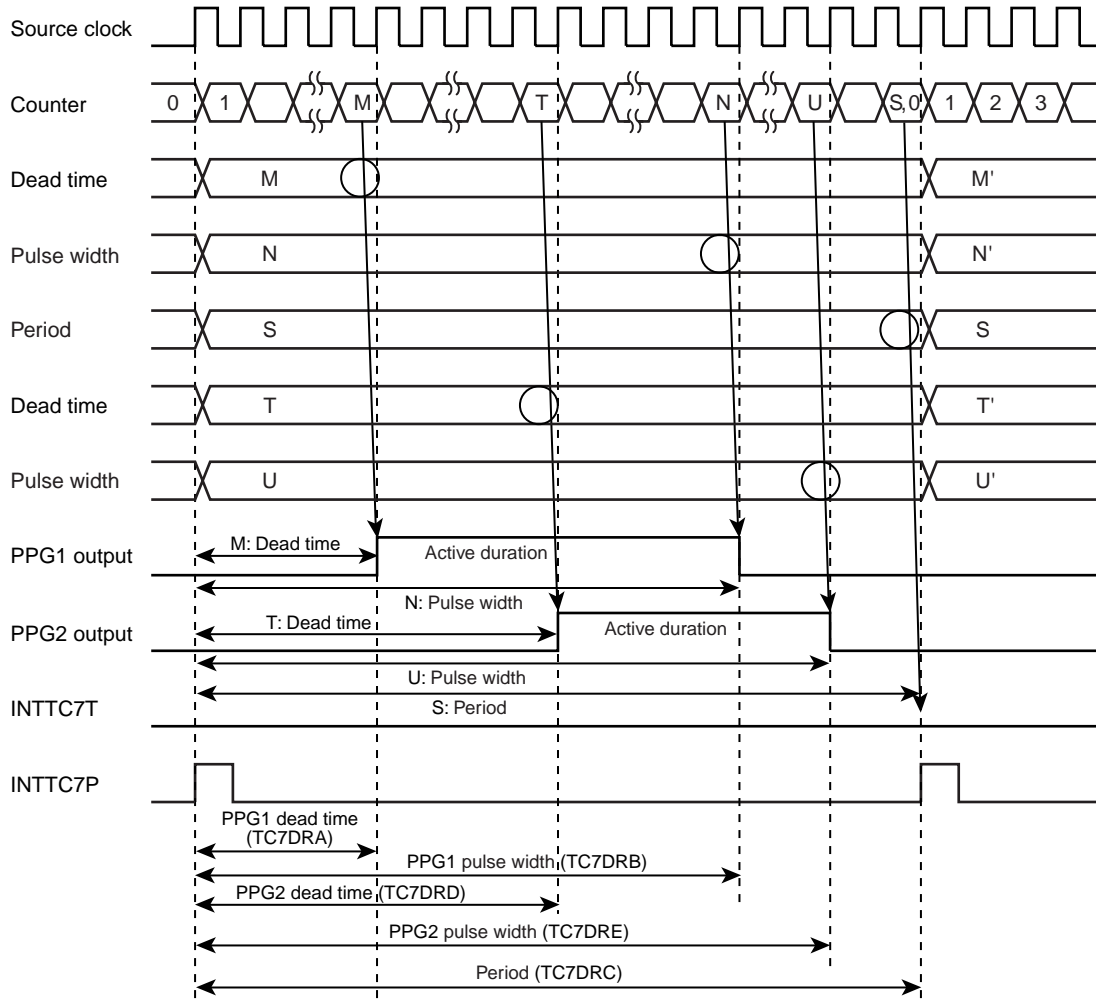 Source clock
Counter 0 1 M T N U S,0 1 2 3
Dead time M M'
Pulse width N N'
Period S S
Dead time T T'
Pulse width U U'
PPG1 output M: Dead time Active duration
N: Pulse width
PPG2 output T: Dead time Active duration
U: Pulse width
INTTC7T S: Period
INTTC7P
PPG1 dead time
(TC7DRA)
PPG1 pulse width (TC7DRB)
PPG2 dead time (TC7DRD)
PPG2 pulse width (TC7DRE)
Period (TC7DRC)